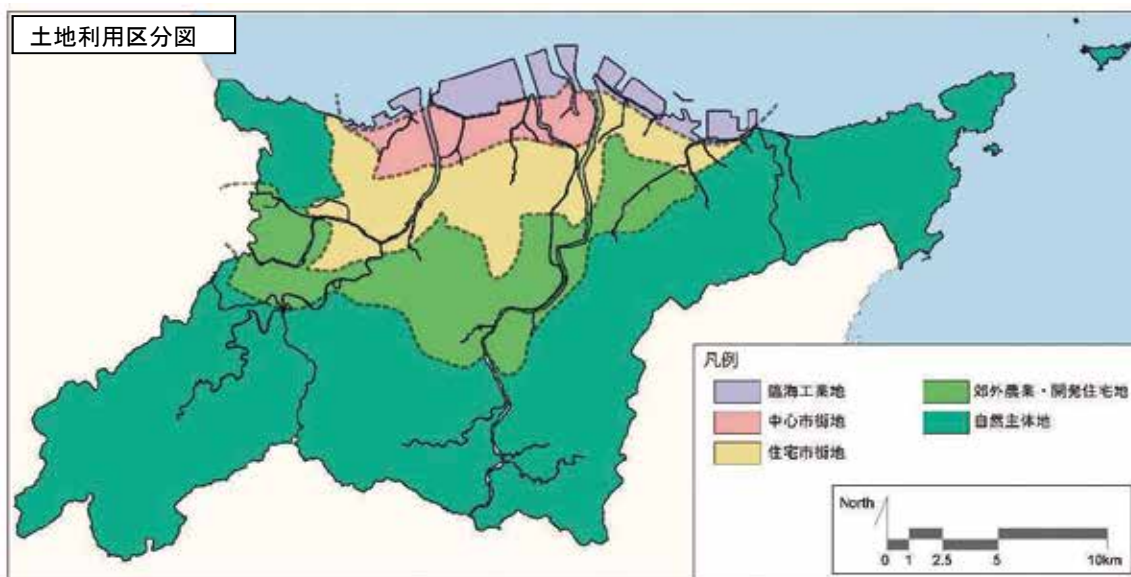 土地利用区分図
凡例
臨海工業地
中心市街地
住宅市街地
郊外農業・開発住宅地
自然主体地
North
0 1 2.5 5 10km